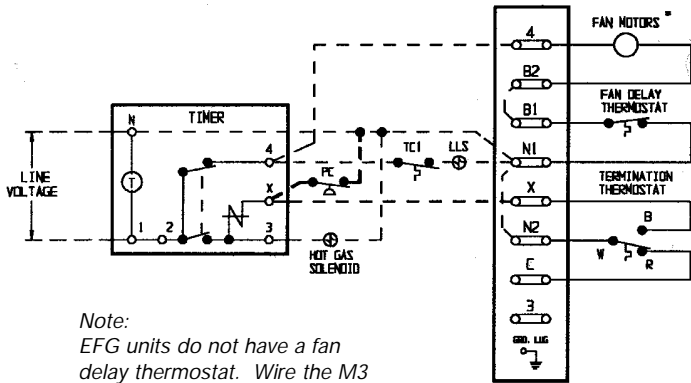 FAN MOTORS *
4
B2
FAN DELAY
THERMOSTAT
B1
N TIMER
4 TC1 LLS N1
LINE
VOLTAGE
T
PC
TERMINATION
THERMOSTAT
X X
B
1 2 3
HOT GAS
SOLENOID
N2
W R
C
3
GRD. LUG
Note:
EFG units do not have a fan
delay thermostat. Wire the M3